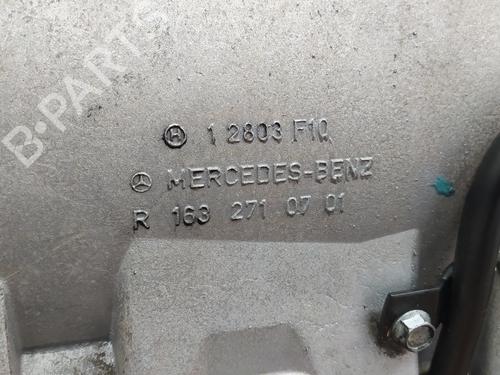 B-PARTS
H 1 2803 F10
MERCEDES-BENZ
R 163 271 07 01